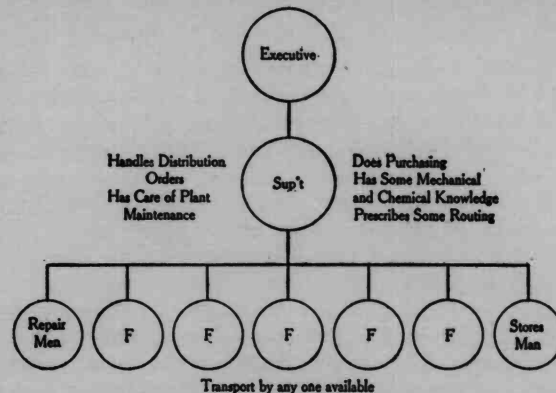 Executive
Handles Distribution
Orders
Has Care of Plant
Maintenance
Sup't
Does Purchasing
Has Some Mechanical
and Chemical Knowledge
Prescribes Some Routing
Repair
Men
F
F
F
F
F
Stores
Man
Transport by any one available